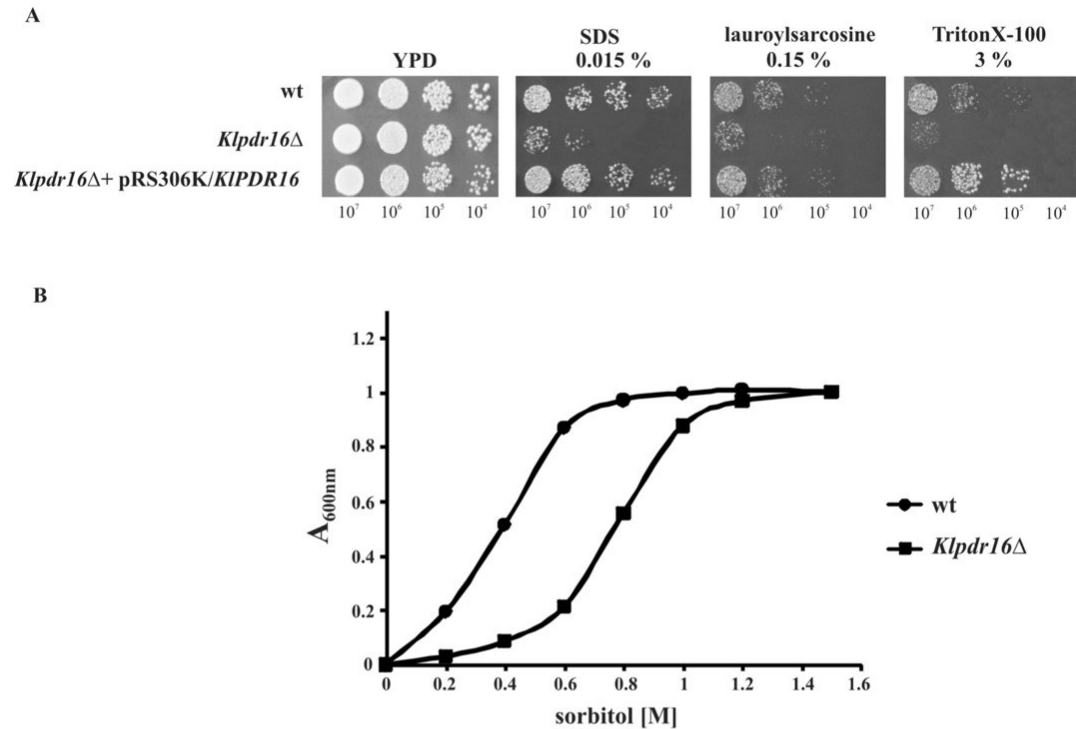 A
YPD
SDS
0.015 %
lauroylsarcosine
0.15 %
TritonX-100
3 %
wt
Klpdr16Δ
Klpdr16Δ+ pRS306K/KlPDR16
10⁷ 10⁶ 10⁵ 10⁴ 10⁷ 10⁶ 10⁵ 10⁴ 10⁷ 10⁶ 10⁵ 10⁴ 10⁷ 10⁶ 10⁵ 10⁴
B
1.2
1
0.8
0.6
0.4
0.2
0
A600nm
0 0.2 0.4 0.6 0.8 1 1.2 1.4 1.6
sorbitol [M]
wt
Klpdr16Δ